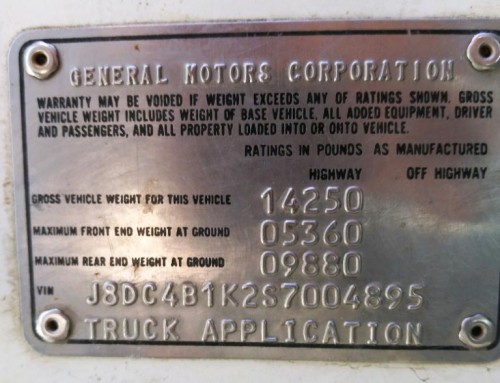 GENERAL MOTORS CORPORATION
WARRANTY MAY BE VOIDED IF WEIGHT EXCEEDS ANY OF RATINGS SHOWN. GROSS
VEHICLE WEIGHT INCLUDES WEIGHT OF BASE VEHICLE, ALL ADDED EQUIPMENT, DRIVER
AND PASSENGERS, AND ALL PROPERTY LOADED INTO OR ONTO VEHICLE.
RATINGS IN POUNDS AS MANUFACTURED
HIGHWAY OFF HIGHWAY
GROSS VEHICLE WEIGHT FOR THIS VEHICLE 14250
MAXIMUM FRONT END WEIGHT AT GROUND 05360
MAXIMUM REAR END WEIGHT AT GROUND 09880
VIN J8DC4B1K2S7004895
TRUCK APPLICATION